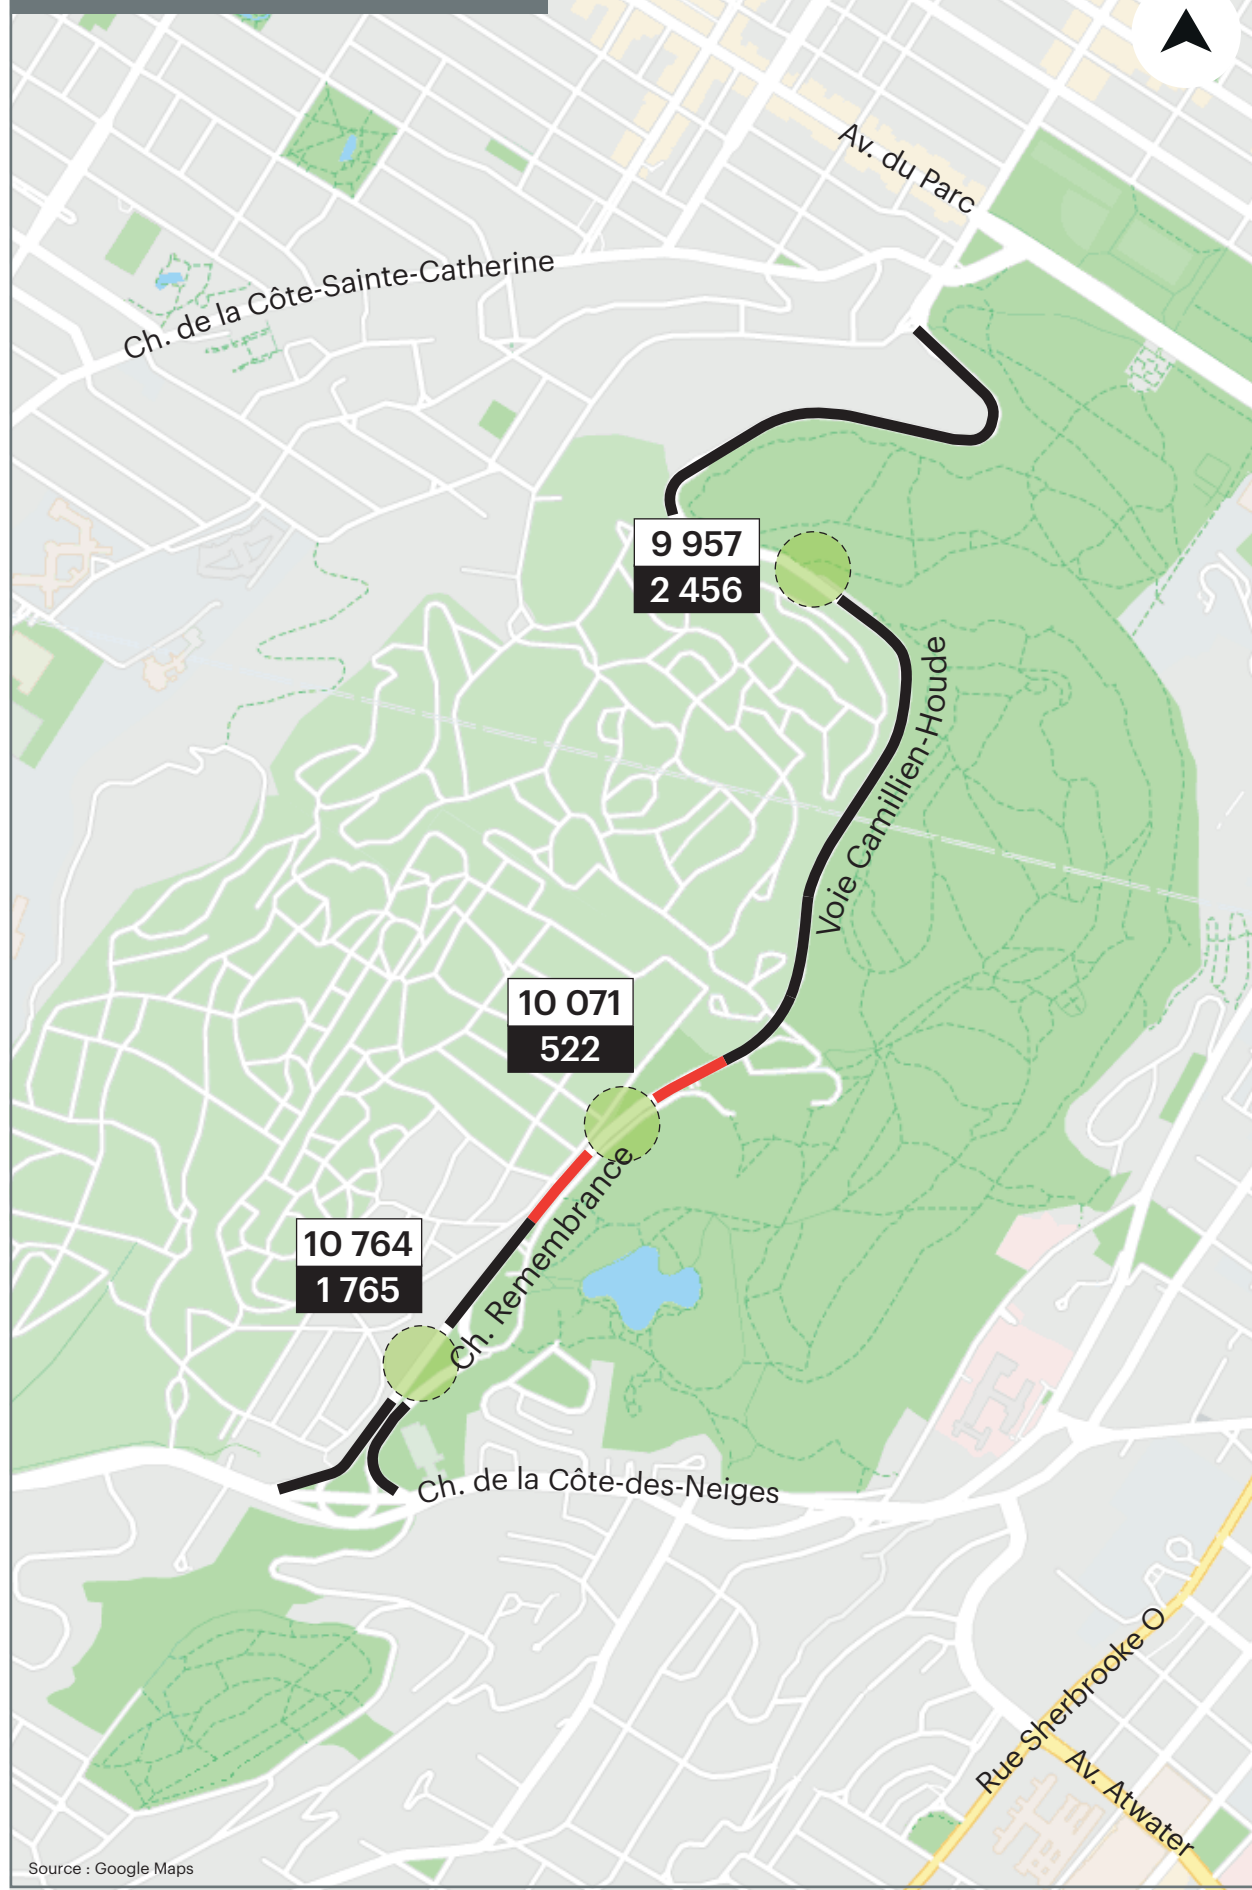 Av. du Parc
Ch. de la Côte-Sainte-Catherine
9 957
2 456
Voie Camillien-Houde
10 071
522
Ch. Remembrance
10 764
1 765
Ch. de la Côte-des-Neiges
Rue Sherbrooke O
Av. Atwater
Source : Google Maps